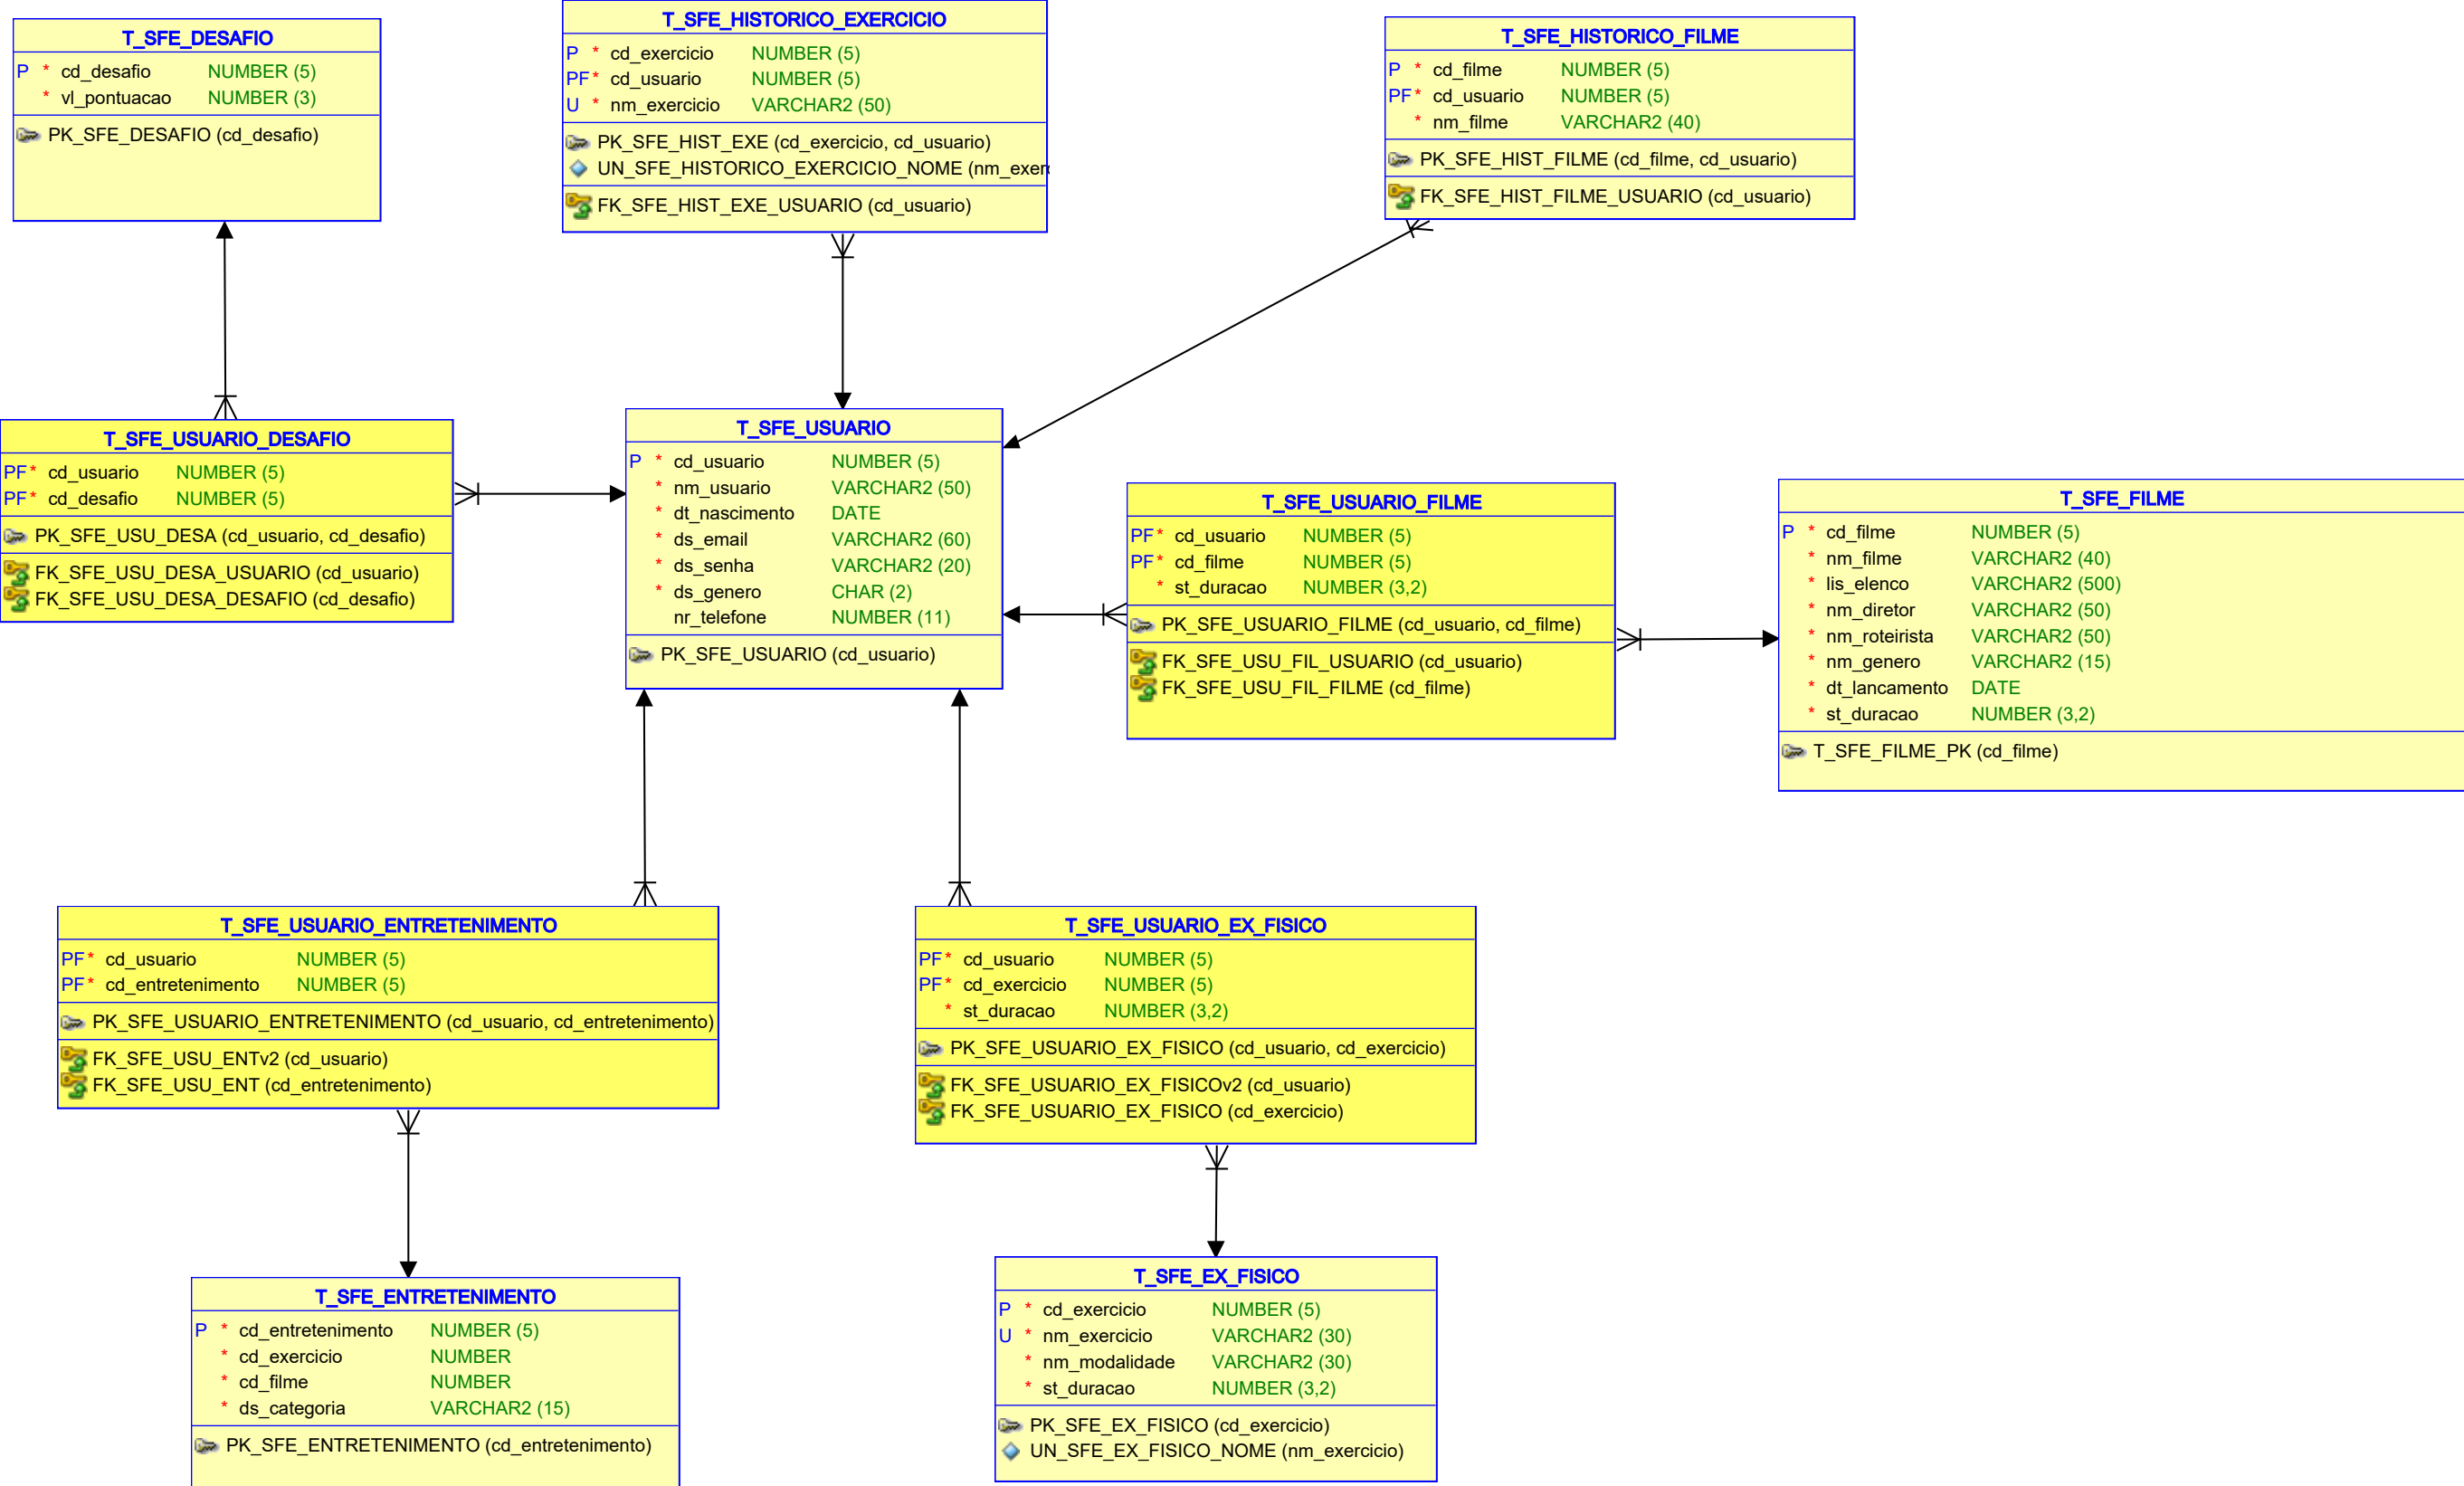 T_SFE_DESAFIO
P * cd_desafio NUMBER (5)
* vl_pontuacao NUMBER (3)
PK_SFE_DESAFIO (cd_desafio)
T_SFE_HISTORICO_EXERCICIO
P * cd_exercicio NUMBER (5)
PF* cd_usuario NUMBER (5)
U * nm_exercicio VARCHAR2 (50)
PK_SFE_HIST_EXE (cd_exercicio, cd_usuario)
UN_SFE_HISTORICO_EXERCICIO_NOME (nm_exer
FK_SFE_HIST_EXE_USUARIO (cd_usuario)
T_SFE_HISTORICO_FILME
P * cd_filme NUMBER (5)
PF* cd_usuario NUMBER (5)
* nm_filme VARCHAR2 (40)
PK_SFE_HIST_FILME (cd_filme, cd_usuario)
FK_SFE_HIST_FILME_USUARIO (cd_usuario)
T_SFE_USUARIO_DESAFIO
PF* cd_usuario NUMBER (5)
PF* cd_desafio NUMBER (5)
PK_SFE_USU_DESA (cd_usuario, cd_desafio)
FK_SFE_USU_DESA_USUARIO (cd_usuario)
FK_SFE_USU_DESA_DESAFIO (cd_desafio)
T_SFE_USUARIO
P * cd_usuario NUMBER (5)
* nm_usuario VARCHAR2 (50)
* dt_nascimento DATE
* ds_email VARCHAR2 (60)
* ds_senha VARCHAR2 (20)
* ds_genero CHAR (2)
nr_telefone NUMBER (11)
PK_SFE_USUARIO (cd_usuario)
T_SFE_USUARIO_FILME
PF* cd_usuario NUMBER (5)
PF* cd_filme NUMBER (5)
* st_duracao NUMBER (3,2)
PK_SFE_USUARIO_FILME (cd_usuario, cd_filme)
FK_SFE_USU_FIL_USUARIO (cd_usuario)
FK_SFE_USU_FIL_FILME (cd_filme)
T_SFE_FILME
P * cd_filme NUMBER (5)
* nm_filme VARCHAR2 (40)
* lis_elenco VARCHAR2 (500)
* nm_diretor VARCHAR2 (50)
* nm_roteirista VARCHAR2 (50)
* nm_genero VARCHAR2 (15)
* dt_lancamento DATE
* st_duracao NUMBER (3,2)
T_SFE_FILME_PK (cd_filme)
T_SFE_USUARIO_ENTRETENIMENTO
PF* cd_usuario NUMBER (5)
PF* cd_entretenimento NUMBER (5)
PK_SFE_USUARIO_ENTRETENIMENTO (cd_usuario, cd_entretenimento)
FK_SFE_USU_ENTv2 (cd_usuario)
FK_SFE_USU_ENT (cd_entretenimento)
T_SFE_USUARIO_EX_FISICO
PF* cd_usuario NUMBER (5)
PF* cd_exercicio NUMBER (5)
* st_duracao NUMBER (3,2)
PK_SFE_USUARIO_EX_FISICO (cd_usuario, cd_exercicio)
FK_SFE_USUARIO_EX_FISICOv2 (cd_usuario)
FK_SFE_USUARIO_EX_FISICO (cd_exercicio)
T_SFE_ENTRETENIMENTO
P * cd_entretenimento NUMBER (5)
* cd_exercicio NUMBER
* cd_filme NUMBER
* ds_categoria VARCHAR2 (15)
PK_SFE_ENTRETENIMENTO (cd_entretenimento)
T_SFE_EX_FISICO
P * cd_exercicio NUMBER (5)
U * nm_exercicio VARCHAR2 (30)
* nm_modalidade VARCHAR2 (30)
* st_duracao NUMBER (3,2)
PK_SFE_EX_FISICO (cd_exercicio)
UN_SFE_EX_FISICO_NOME (nm_exercicio)